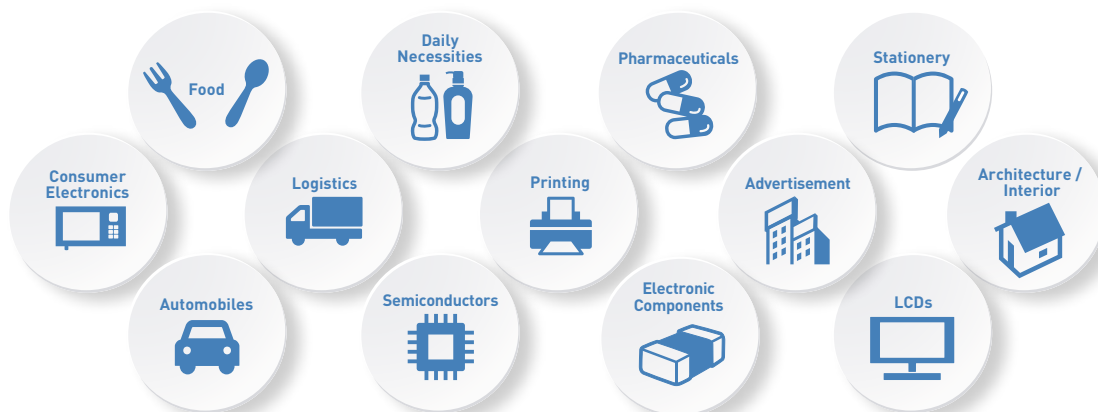 Food
Daily
Necessities
Pharmaceuticals
Stationery
Consumer
Electronics
Logistics
Printing
Advertisement
Architecture /
Interior
Automobiles
Semiconductors
Electronic
Components
LCDs